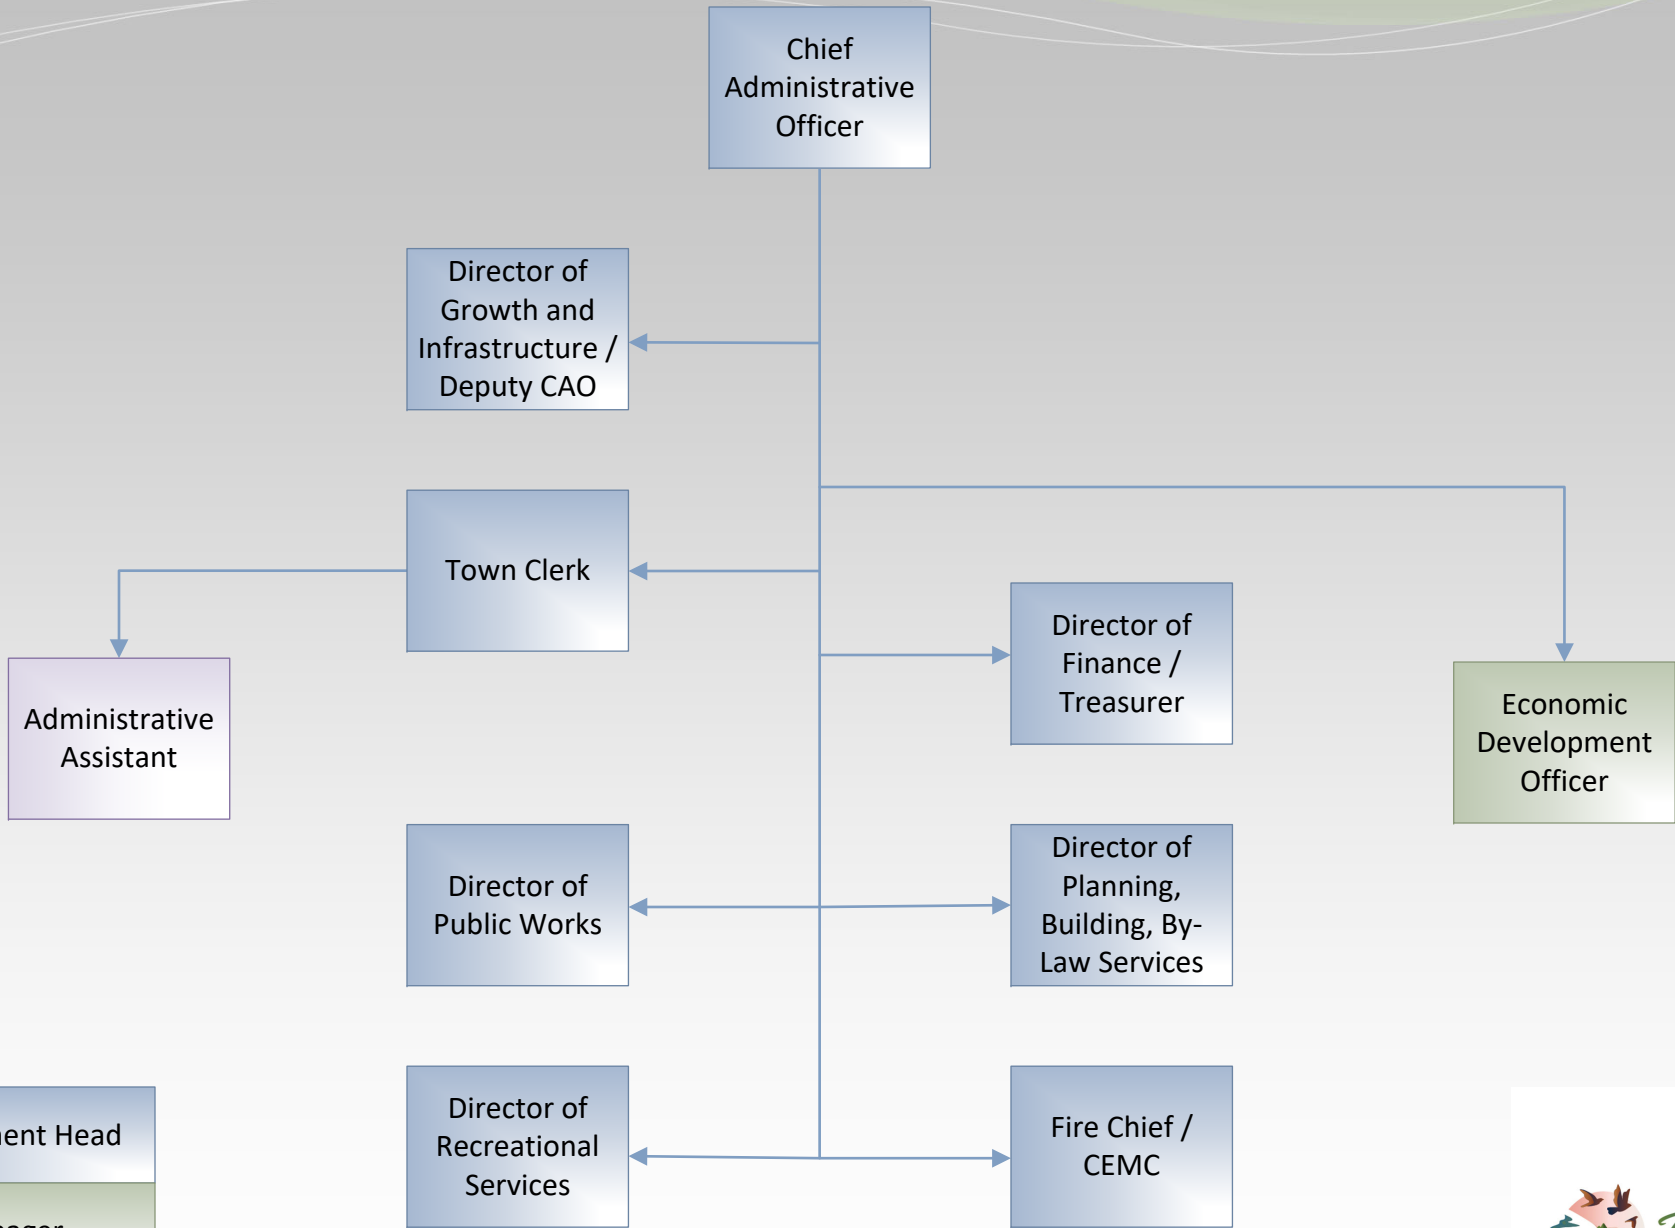 Chief
Administrative
Officer
Director of
Growth and
Infrastructure /
Deputy CAO
Town Clerk
Director of
Finance /
Treasurer
Administrative
Assistant
Economic
Development
Officer
Director of
Public Works
Director of
Planning,
Building, By-
Law Services
Director of
Recreational
Services
Fire Chief /
CEMC
Head